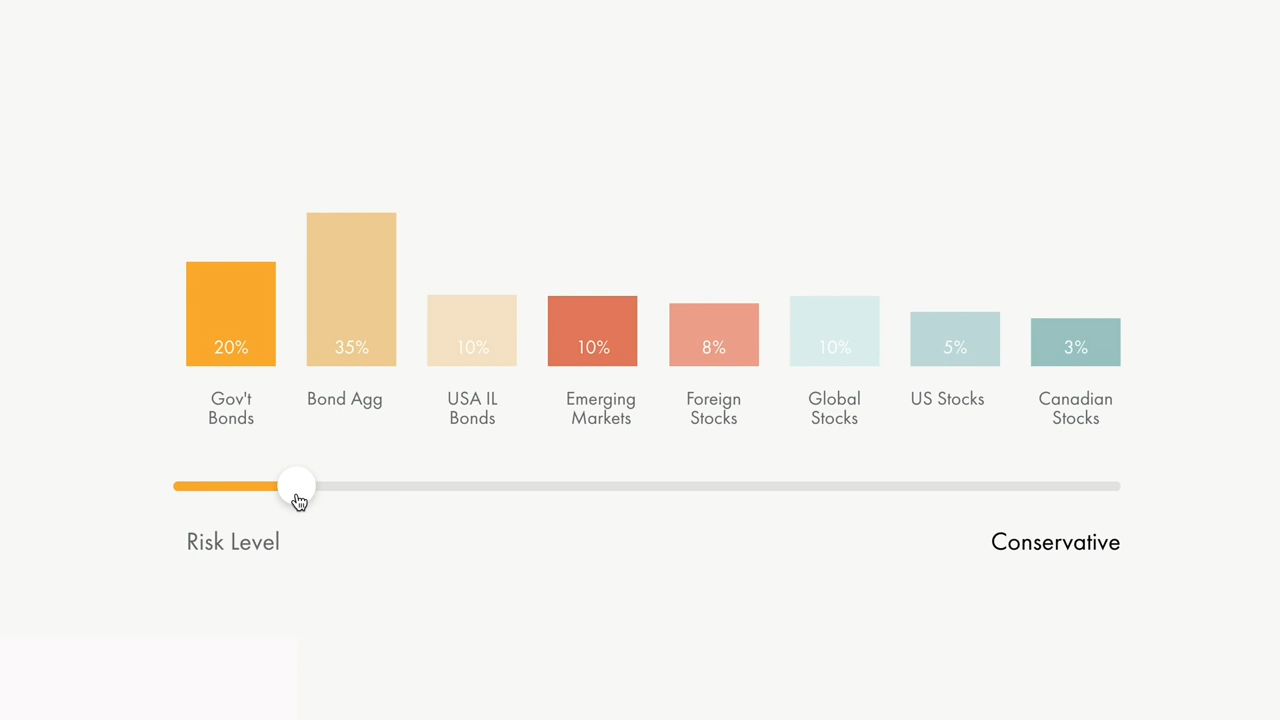 20% 35% 10% 10% 8% 10% 5% 3%
Gov't Bond Agg USA IL Emerging Foreign Global US Stocks Canadian
Bonds Bonds Markets Stocks Stocks Stocks
Risk Level Conservative